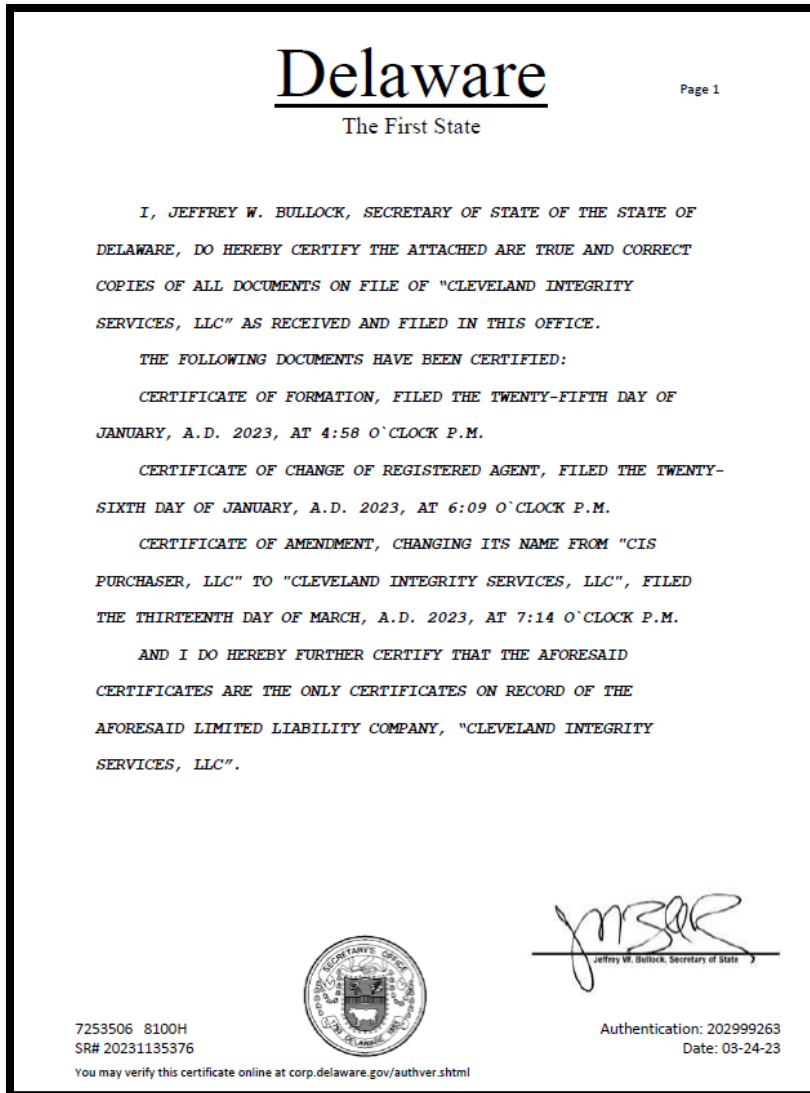 Delaware
Page 1
The First State
I, JEFFREY W. BULLOCK, SECRETARY OF STATE OF THE STATE OF
DELAWARE, DO HEREBY CERTIFY THE ATTACHED ARE TRUE AND CORRECT
COPIES OF ALL DOCUMENTS ON FILE OF “CLEVELAND INTEGRITY
SERVICES, LLC” AS RECEIVED AND FILED IN THIS OFFICE.
THE FOLLOWING DOCUMENTS HAVE BEEN CERTIFIED:
CERTIFICATE OF FORMATION, FILED THE TWENTY-FIFTH DAY OF
JANUARY, A.D. 2023, AT 4:58 O`CLOCK P.M.
CERTIFICATE OF CHANGE OF REGISTERED AGENT, FILED THE TWENTY-
SIXTH DAY OF JANUARY, A.D. 2023, AT 6:09 O`CLOCK P.M.
CERTIFICATE OF AMENDMENT, CHANGING ITS NAME FROM "CIS
PURCHASER, LLC" TO "CLEVELAND INTEGRITY SERVICES, LLC", FILED
THE THIRTEENTH DAY OF MARCH, A.D. 2023, AT 7:14 O`CLOCK P.M.
AND I DO HEREBY FURTHER CERTIFY THAT THE AFORESAID
CERTIFICATES ARE THE ONLY CERTIFICATES ON RECORD OF THE
AFORESAID LIMITED LIABILITY COMPANY, “CLEVELAND INTEGRITY
SERVICES, LLC”.
Jeffrey W. Bullock, Secretary of State
SECRETARY'S OFFICE
DELAWARE
7253506 8100H
SR# 20231135376
Authentication: 202999263
Date: 03-24-23
You may verify this certificate online at corp.delaware.gov/authver.shtml